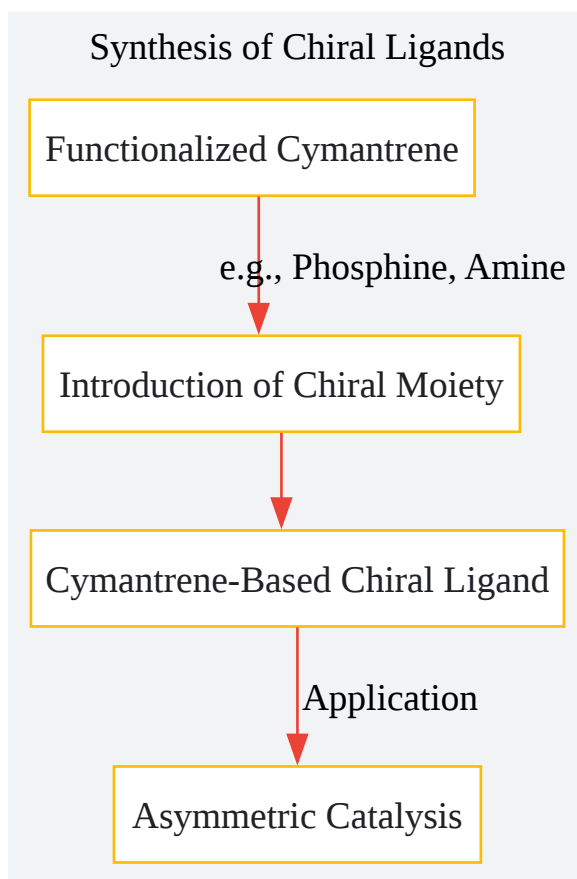 Synthesis of Chiral Ligands
Functionalized Cymantrene
e.g., Phosphine, Amine
Introduction of Chiral Moiety
Cymantrene-Based Chiral Ligand
Application
Asymmetric Catalysis